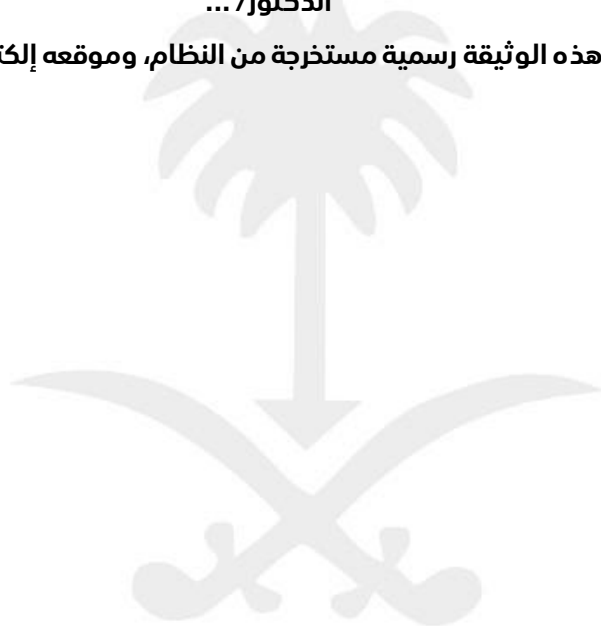 الدكتور/ ...
هذه الوثيقة رسمية مستخرجة من النظام، وموقعه